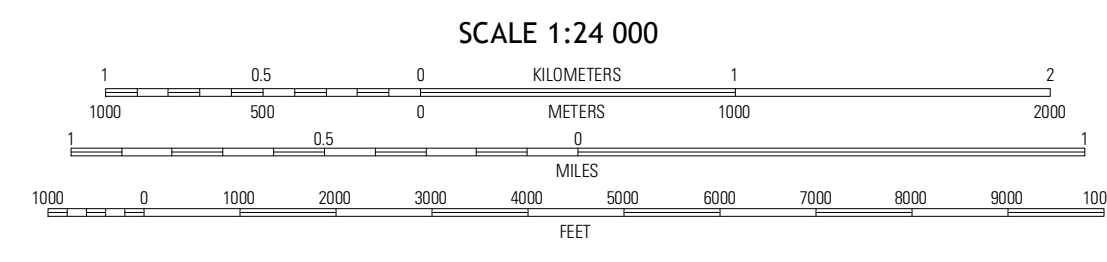 SCALE 1:24 000
1 0.5 0 KILOMETERS 1 2
1000 500 0 METERS 1000 2000
1 0.5 0 1
MILES
1000 0 1000 2000 3000 4000 5000 6000 7000 8000 9000 100
FEET